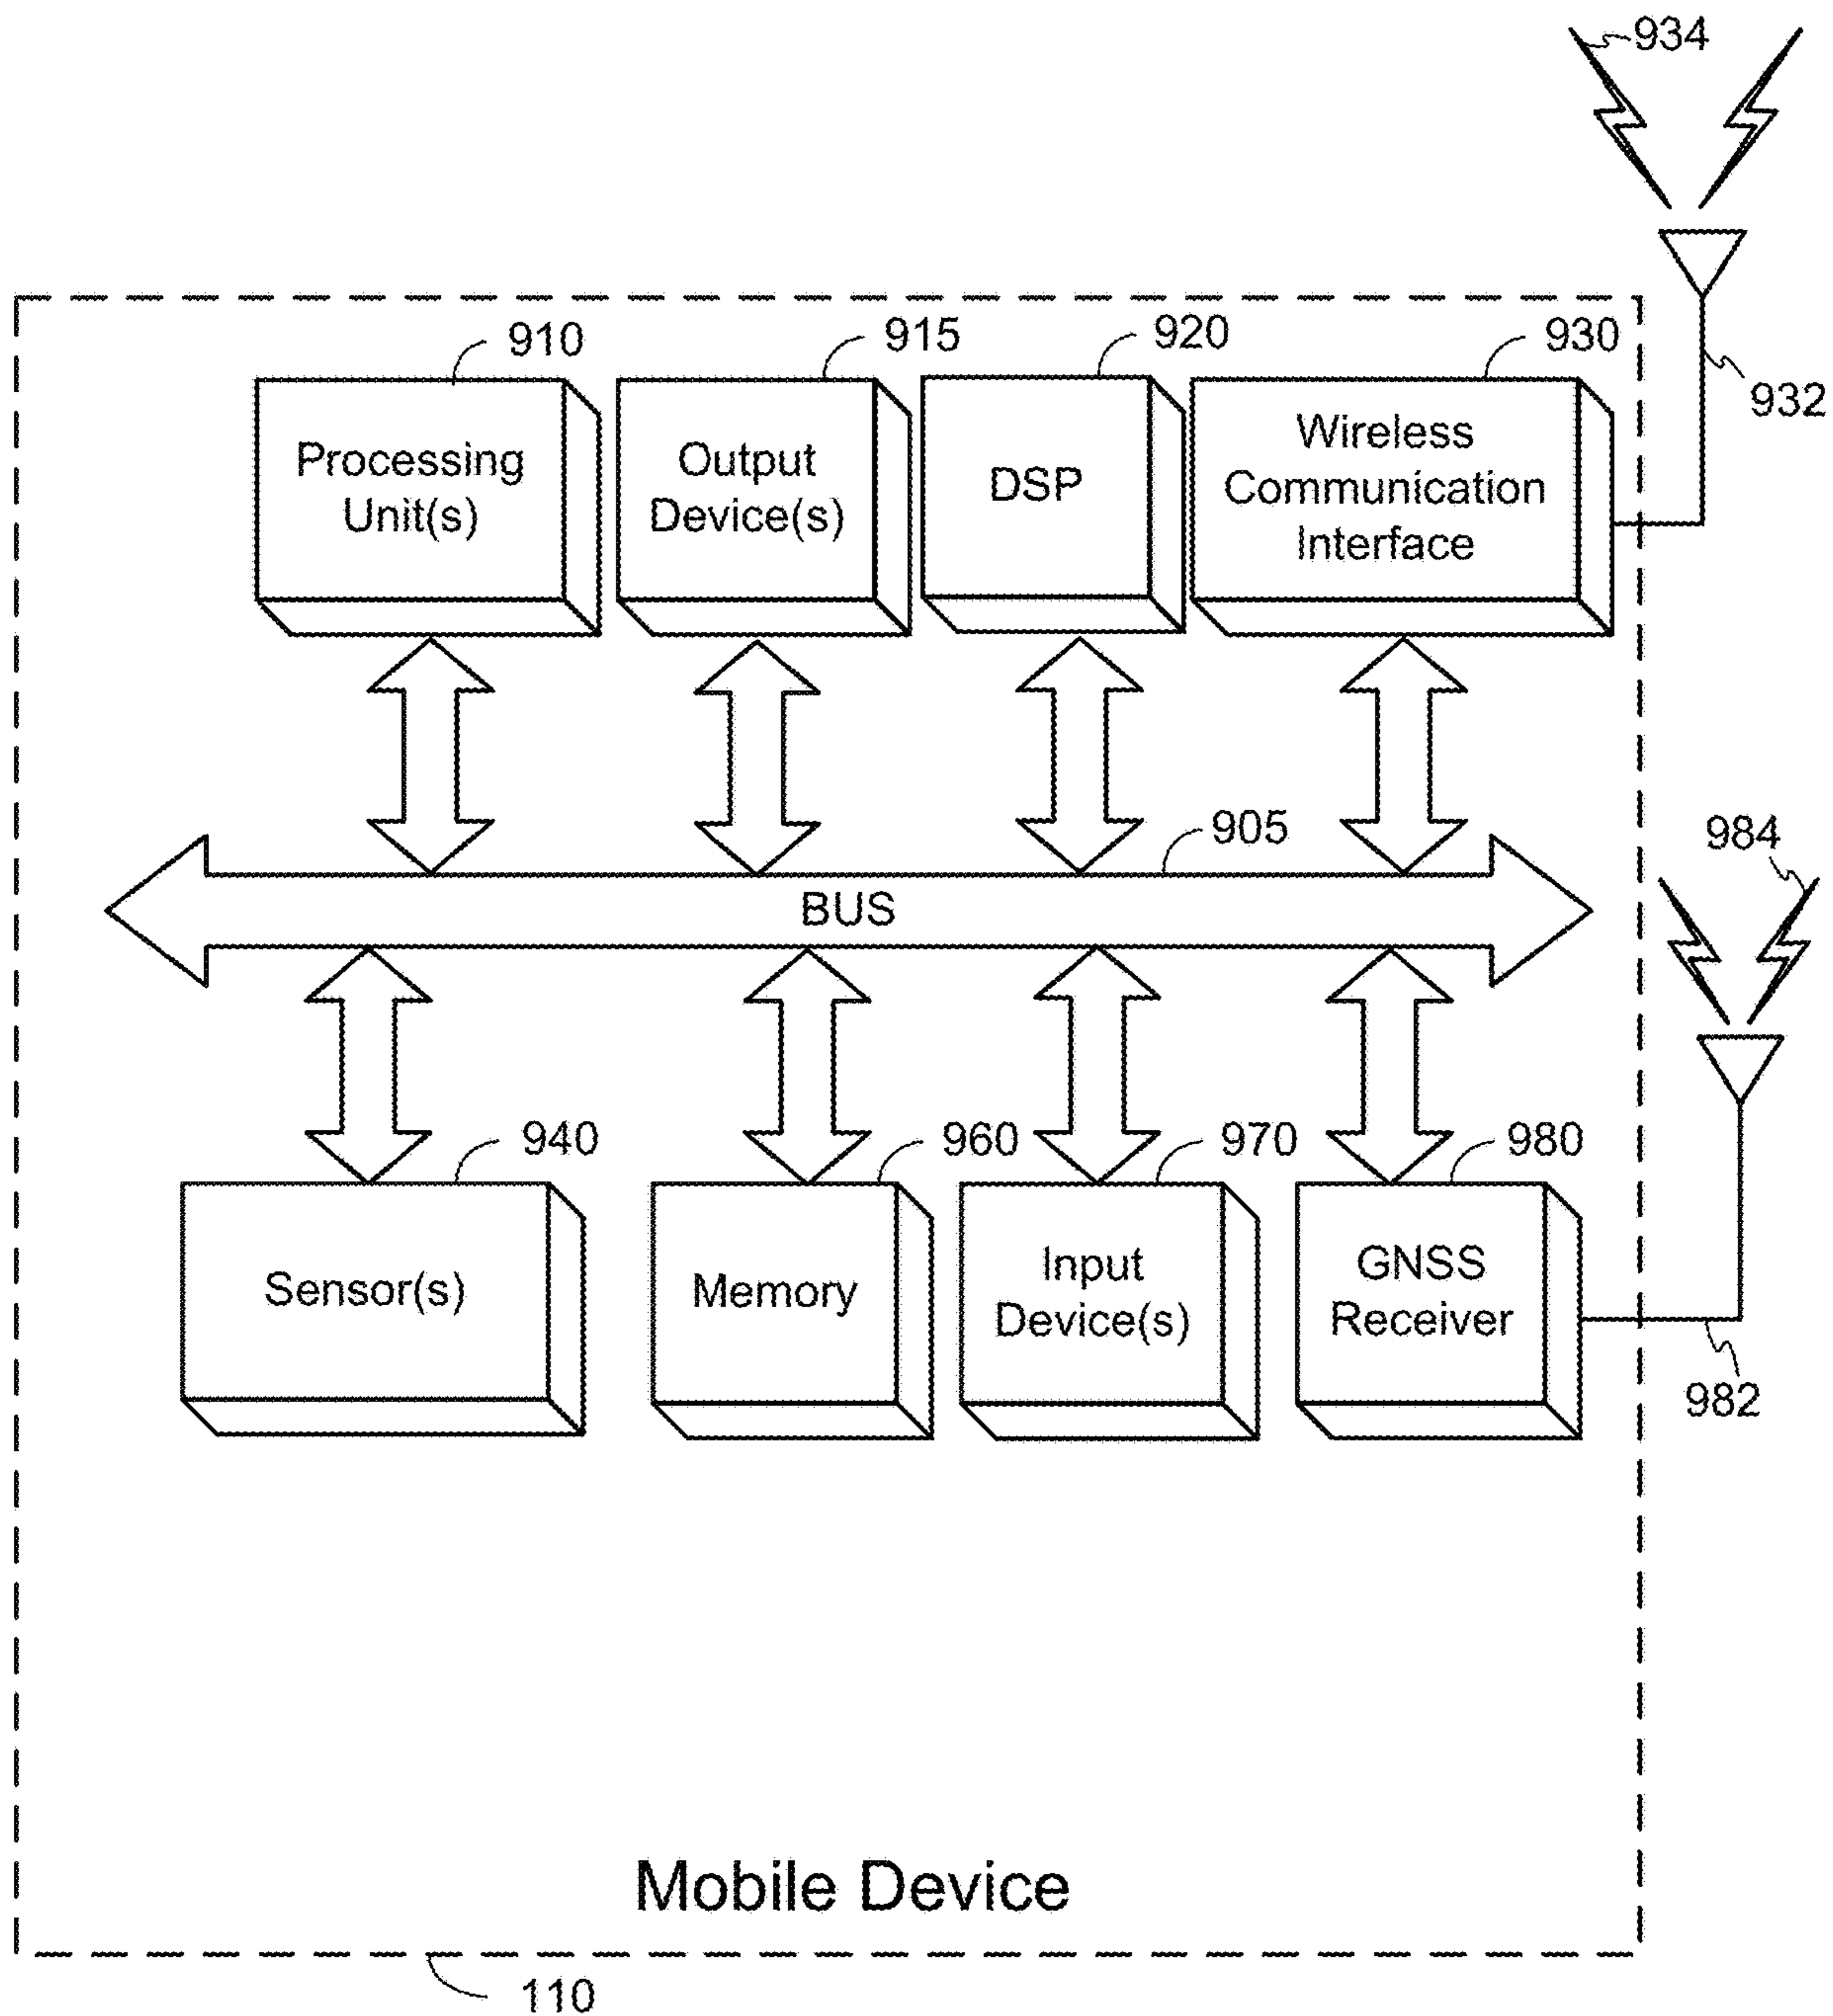 934
910
915
920
930
932
Processing
Unit(s)
Output
Device(s)
DSP
Wireless
Communication
Interface
905
984
BUS
940
960
970
980
Sensor(s)
Memory
Input
Device(s)
GNSS
Receiver
982
Mobile Device
110